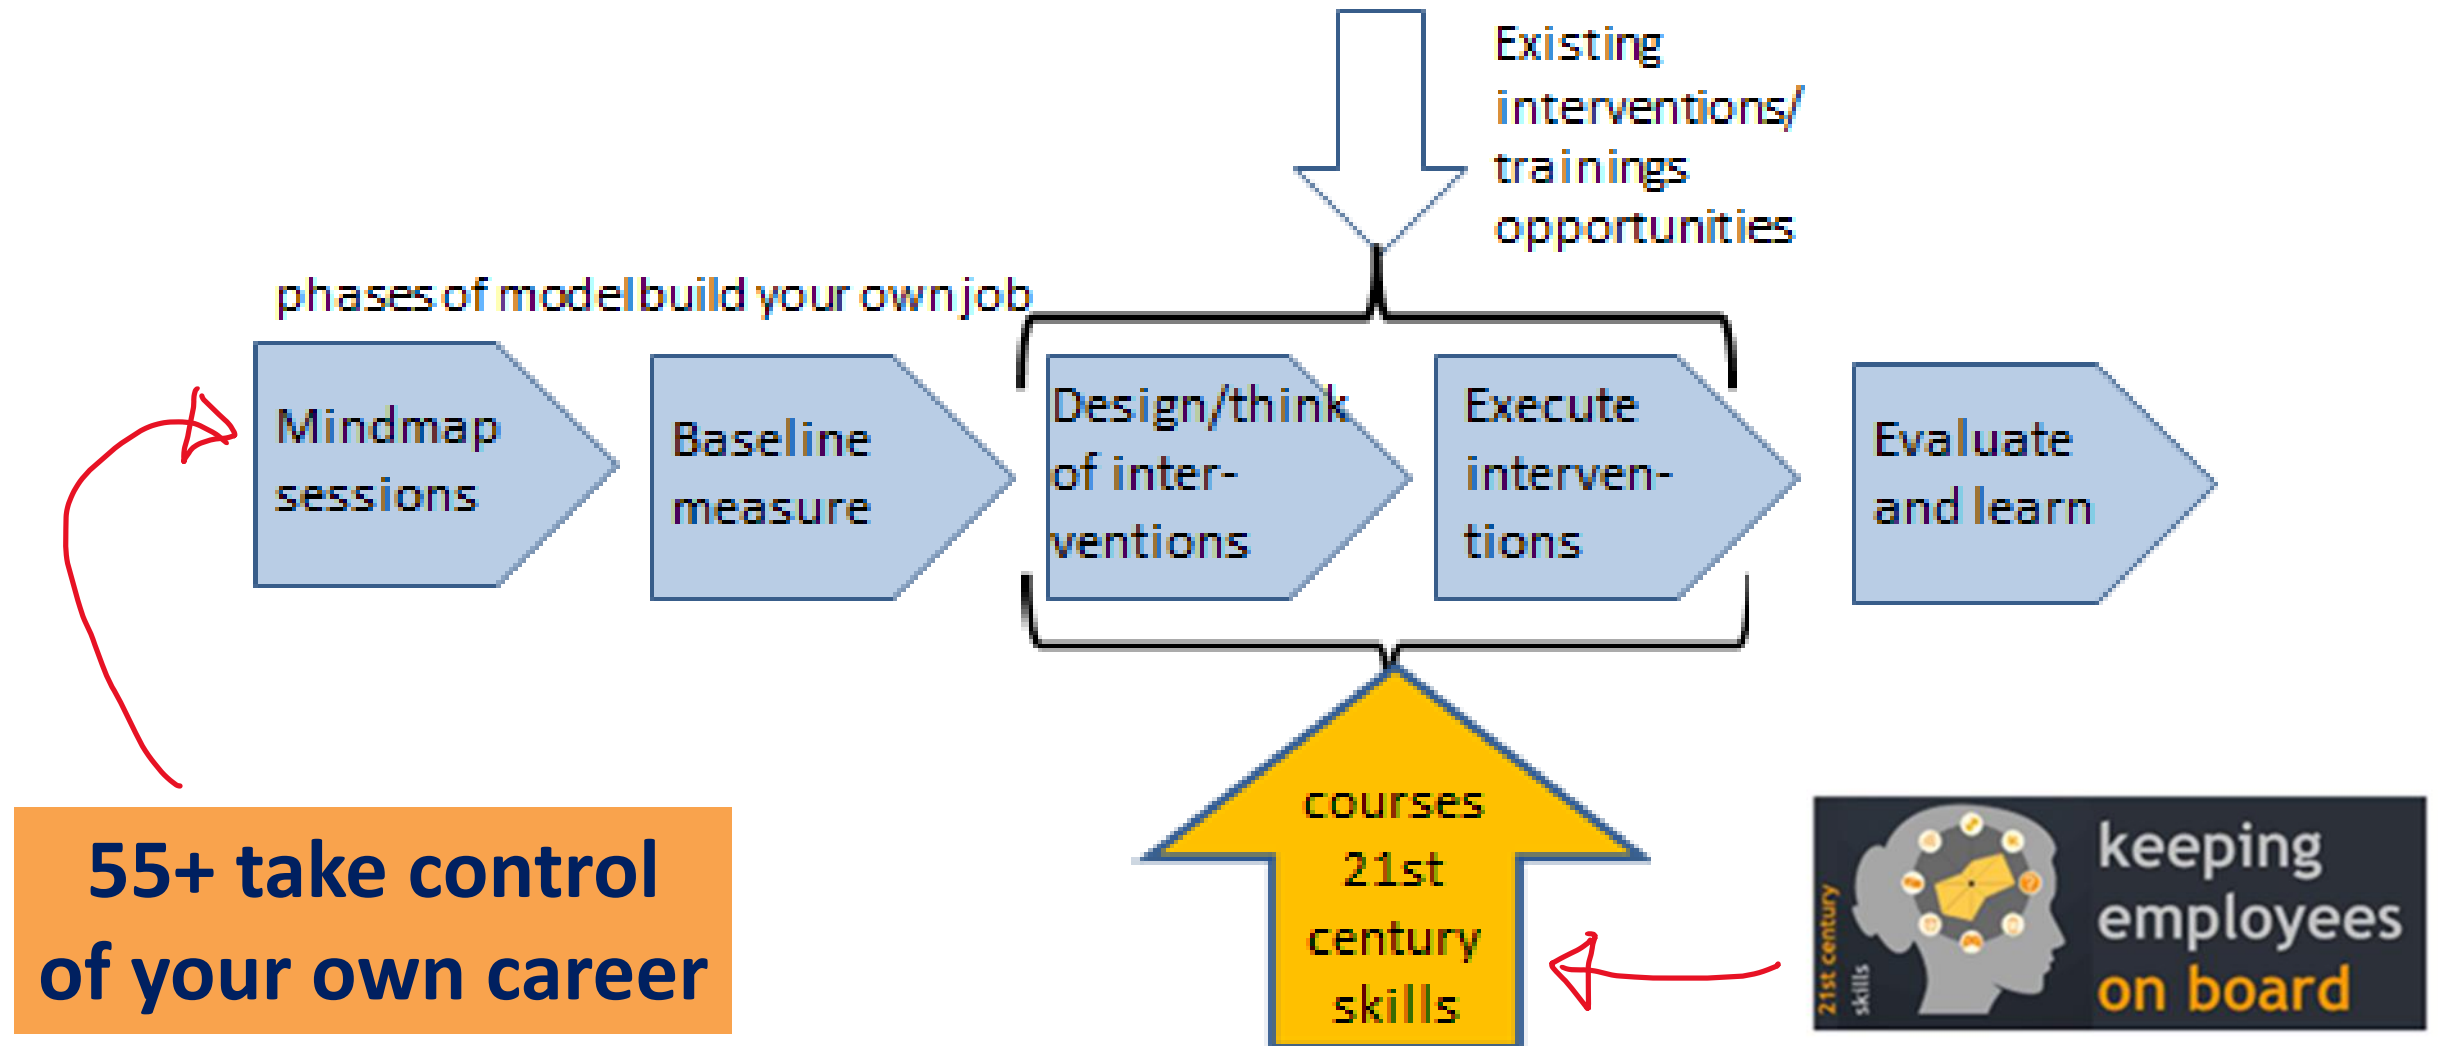 Existing
interventions/
trainings
opportunities
phases of model build your own job
Mindmap
sessions
Baseline
measure
Design/think
of inter-
ventions
Execute
interven-
tions
Evaluate
and learn
courses
21st
century
skills
55+ take control
of your own career
21st century
skills
keeping
employees
on board